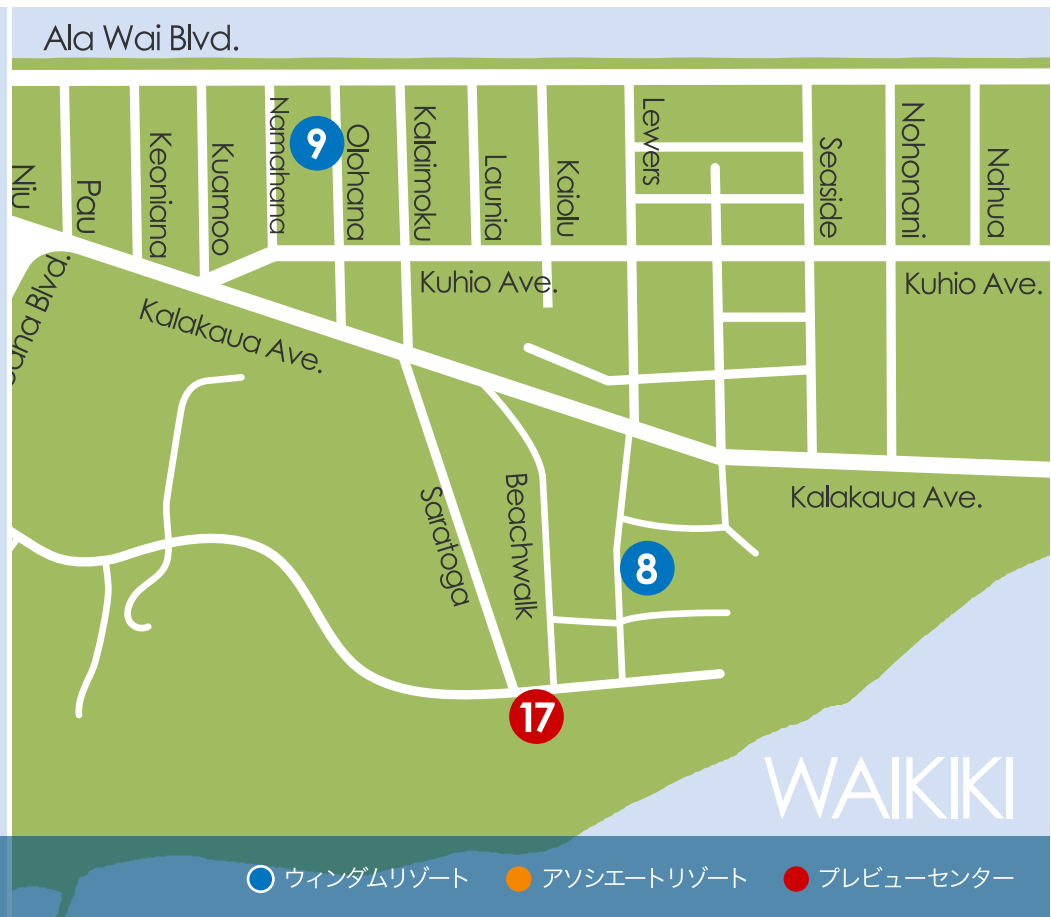 Ala Wai Blvd.
Niu
Pau
Keoniana
Kuamoo
Namahana
9
Olohana
Kalaimoku
Launia
Kaiolu
Lewers
Seaside
Nohonani
Nahua
Kuhio Ave.
Kuhio Ave.
Blvd.
Kalakaua Ave.
Kalakaua Ave.
Saratoga
Beachwalk
8
17
WAIKIKI
ウィンダムリゾート アソシエートリゾート プレビューセンター